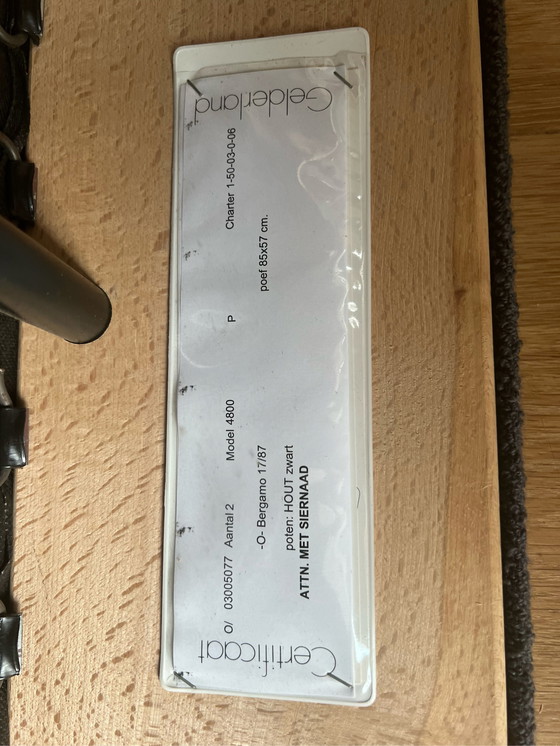 Certificaat Gelderland
O/ 03005077 Aantal 2 Model 4800 P Charter 1-50-03-0-06
-O- Bergamo 17/87 poef 85x57 cm.
poten: HOUT zwart
ATTN. MET SIERNAAD